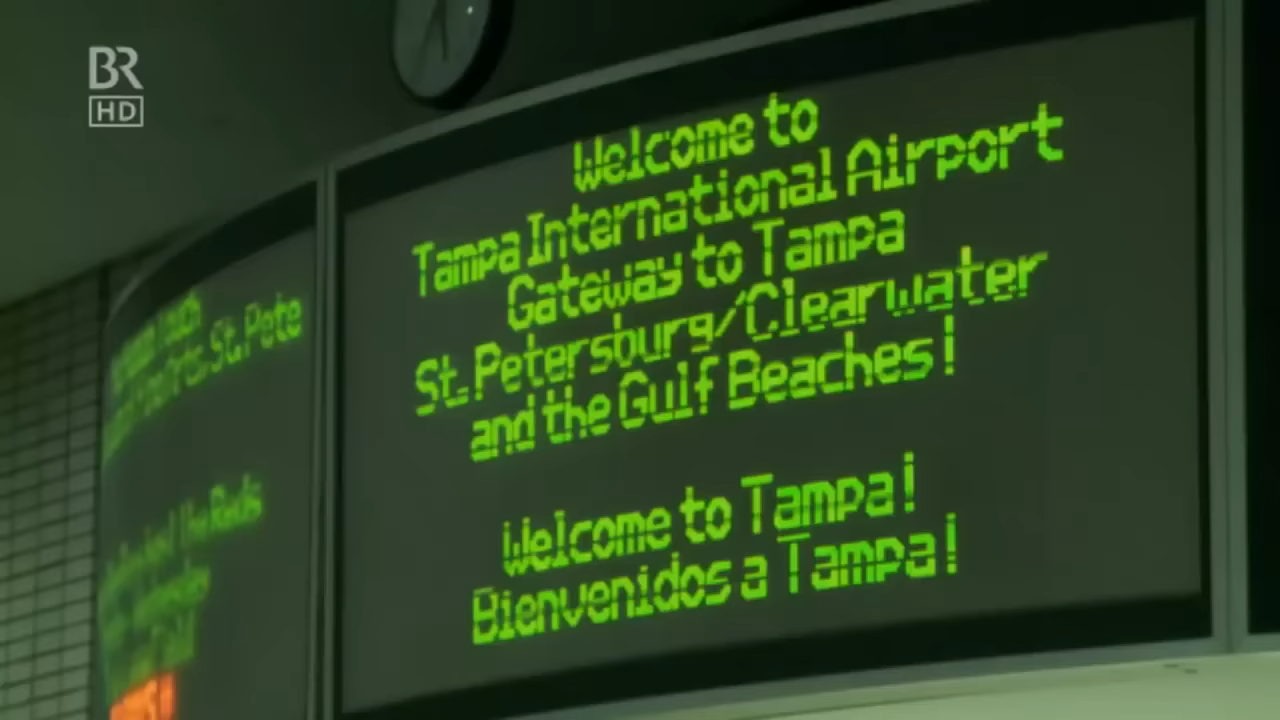 BR
HD
Welcome to
Tampa International Airport
Gateway to Tampa
St. Petersburg/Clearwater
and the Gulf Beaches!
Welcome to Tampa!
Bienvenidos a Tampa!
St. Pete